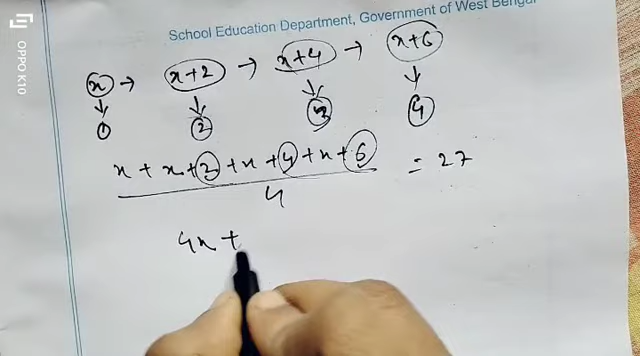 School Education Department, Government of West Bengal
x → x+2 → x+4 → x+6
↓ ↓ ↓ ↓
1 2 3 4
x + x+2 + x+4 + x+6 / 4 = 27
4x +
OPPO K10